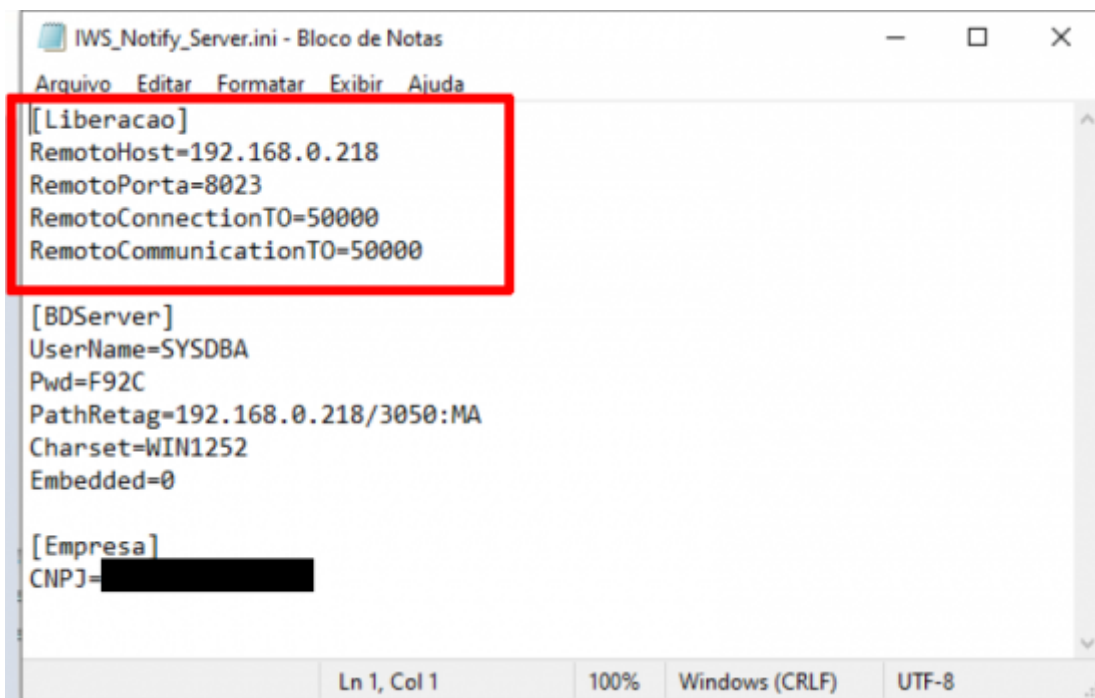 IWS_Notify_Server.ini - Bloco de Notas
Arquivo Editar Formatar Exibir Ajuda
[Liberacao]
RemotoHost=192.168.0.218
RemotoPorta=8023
RemotoConnectionTO=50000
RemotoCommunicationTO=50000
[BDServer]
UserName=SYSDBA
Pwd=F92C
PathRetag=192.168.0.218/3050:MA
Charset=WIN1252
Embedded=0
[Empresa]
CNPJ=
Ln 1, Col 1 100% Windows (CRLF) UTF-8